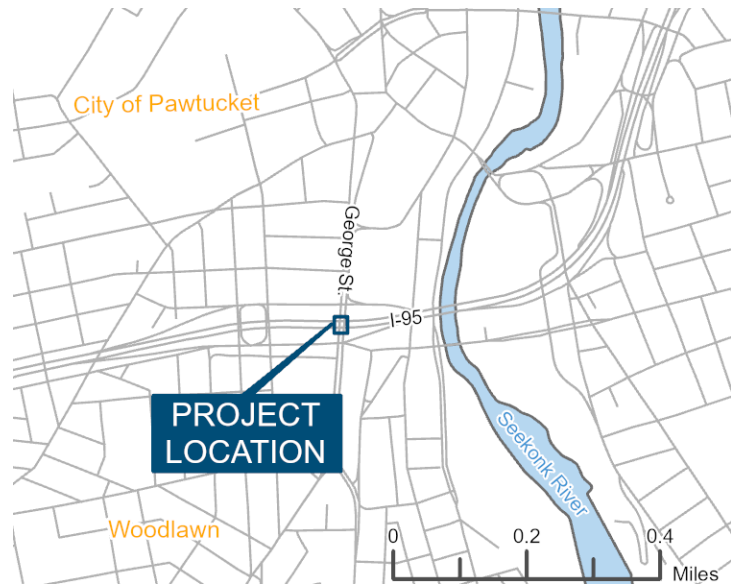 City of Pawtucket
George St.
I-95
PROJECT
LOCATION
Seekonk River
Woodlawn
0 0.2 0.4
Miles